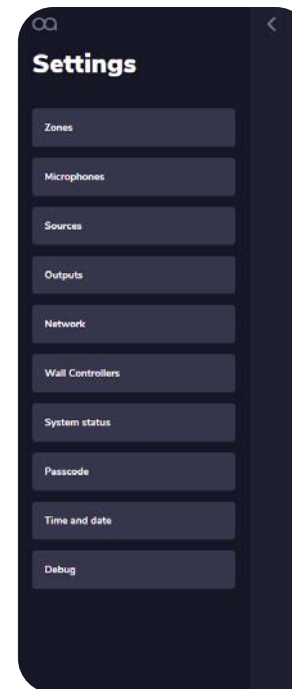 Settings
Zones
Microphones
Sources
Outputs
Network
Wall Controllers
System status
Passcode
Time and date
Debug